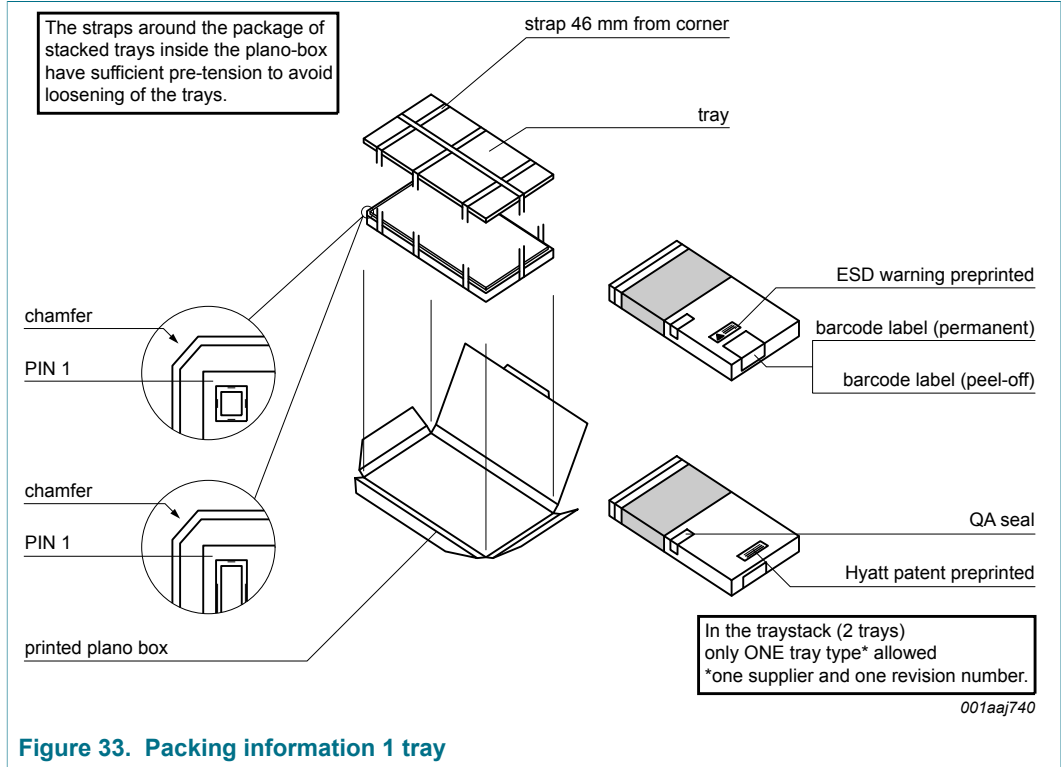 The straps around the package of
stacked trays inside the plano-box
have sufficient pre-tension to avoid
loosening of the trays.
strap 46 mm from corner
tray
ESD warning preprinted
chamfer
barcode label (permanent)
PIN 1
barcode label (peel-off)
chamfer
QA seal
PIN 1
Hyatt patent preprinted
printed plano box
In the traystack (2 trays)
only ONE tray type* allowed
*one supplier and one revision number.
001aaj740
Figure 33. Packing information 1 tray